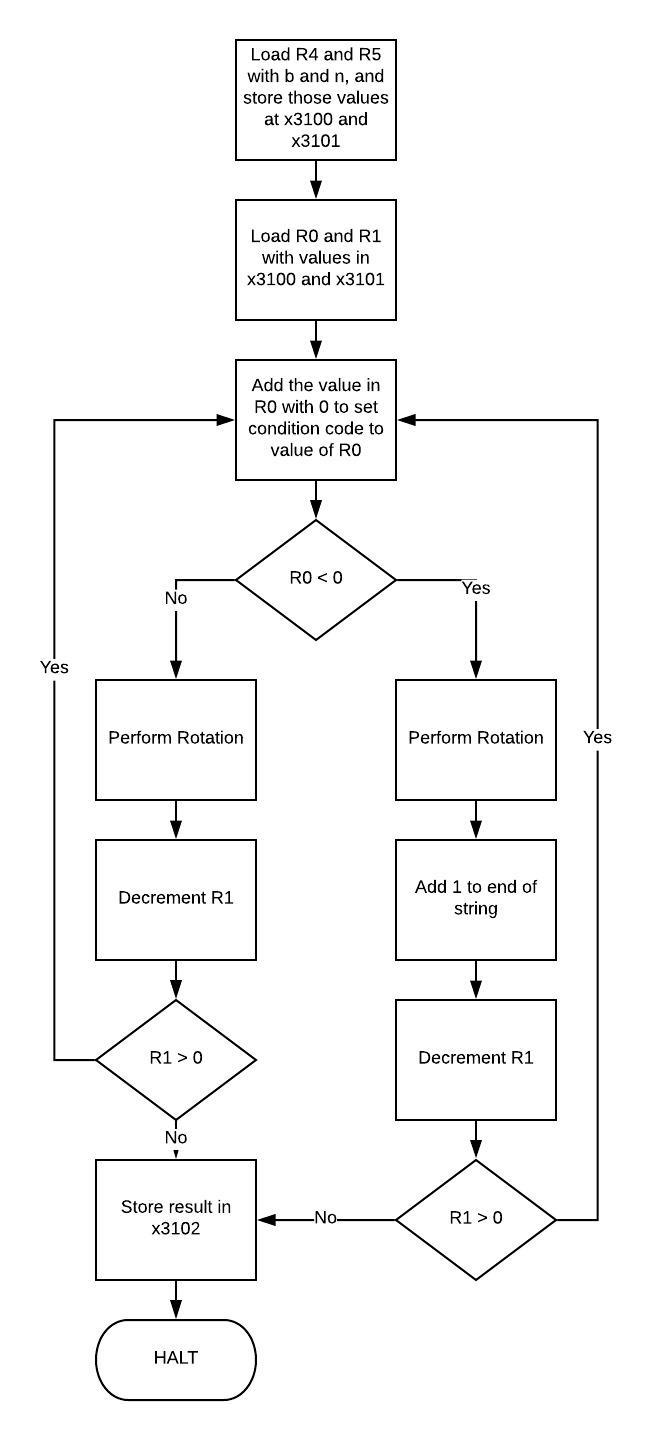 Load R4 and R5
with b and n, and
store those values
at x3100 and
x3101
Load R0 and R1
with values in
x3100 and x3101
Add the value in
R0 with 0 to set
condition code to
value of R0
R0 < 0
No
Yes
Yes
Perform Rotation
Perform Rotation
Yes
Decrement R1
Add 1 to end of
string
R1 > 0
Decrement R1
No
Store result in
x3102
No
R1 > 0
HALT